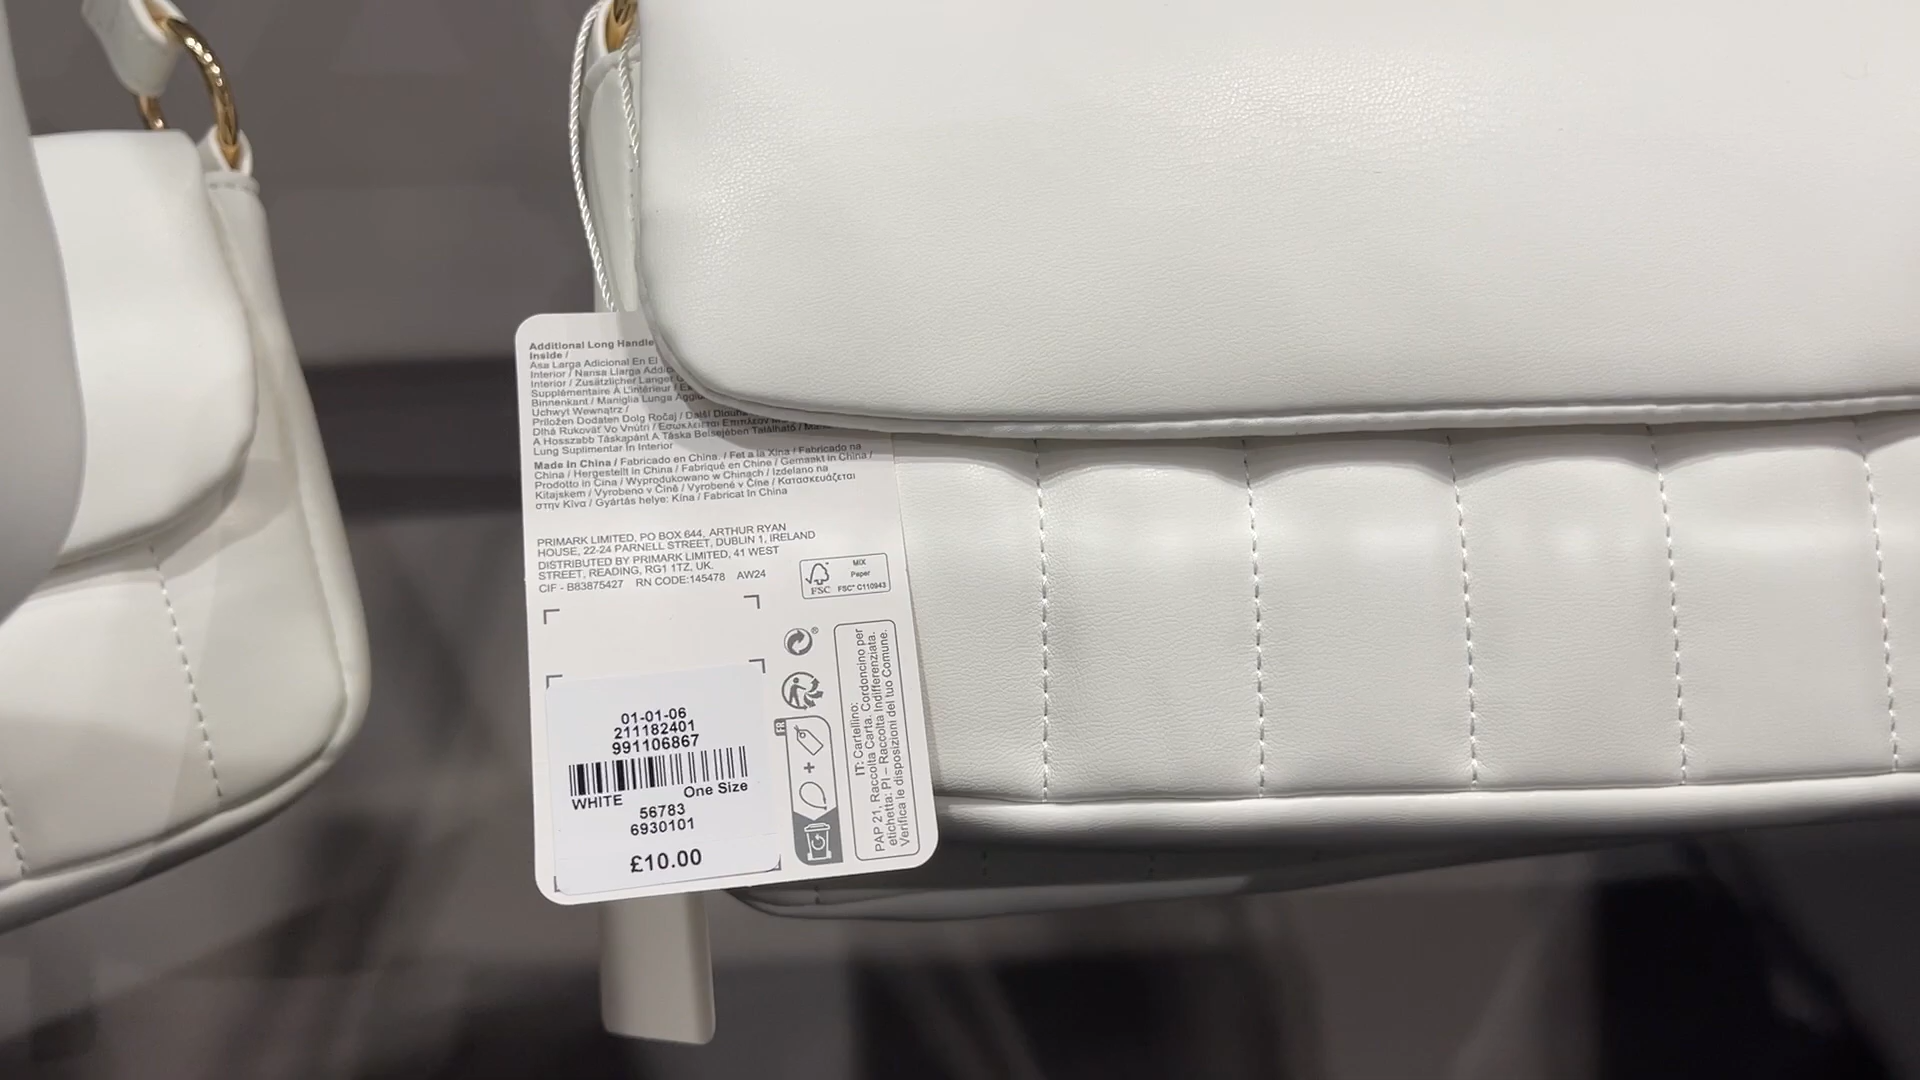 Additional Long Handle
Inside /
Asa Larga Adicional En El
Interior / Nansa Llarga Addic
Interior / Zusätzlicher Langer G
Supplémentaire À L'intérieur / Ex
Binnenkant / Maniglia Lunga Aggiu
Uchwyt Wewnątrz /
Priložen Dodaten Dolg Ročaj / Další Dlouhá
Dlhá Rukoväť Vo Vnútri / Εσωκλείεται Επιπλέον
A Hosszabb Táskapánt A Táska Belsejében Található /
Lung Suplimentar În Interior
Made In China / Fabricado en China. / Fet a la Xina / Fabricado na
China / Hergestellt in China / Fabriqué en Chine / Gemaakt in China /
Prodotto in Cina / Wyprodukowano w Chinach / Izdelano na
Kitajskem / Vyrobeno v Číně / Vyrobené v Číne / Κατασκευάζεται
στην Κίνα / Gyártás helye: Kína / Fabricat În China
PRIMARK LIMITED, PO BOX 644, ARTHUR RYAN
HOUSE, 22-24 PARNELL STREET, DUBLIN 1, IRELAND
DISTRIBUTED BY PRIMARK LIMITED, 41 WEST
STREET, READING, RG1 1TZ, UK.
CIF - B83875427 RN CODE:145478 AW24
FSC
MIX
Paper
FSC™ C110943
01-01-06
211182401
991106867
WHITE One Size
56783
6930101
£10.00
FR
IT: Cartellino:
PAP 21, Raccolta Carta. Cordoncino per
etichetta: PI – Raccolta Indifferenziata.
Verifica le disposizioni del tuo Comune.